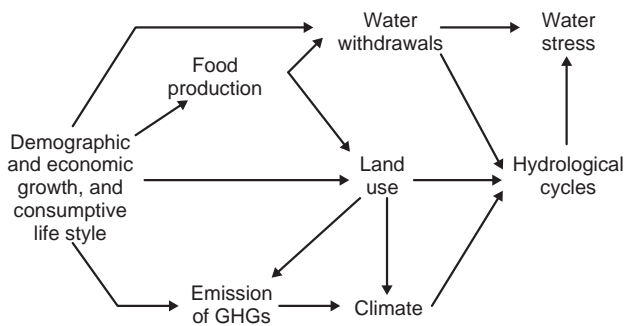 Water
withdrawals
Water
stress
Food
production
Demographic
and economic
growth, and
consumptive
life style
Land
use
Hydrological
cycles
Emission
of GHGs
Climate